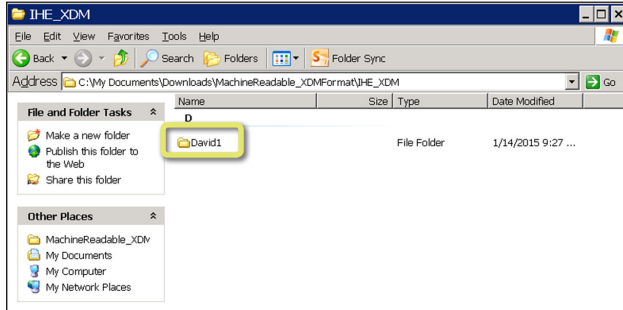 IHE_XDM
File Edit View Favorites Tools Help
Back Search Folders Folder Sync
Address C:\My Documents\Downloads\MachineReadable_XDMFormat\IHE_XDM Go
Name Size Type Date Modified
File and Folder Tasks
Make a new folder
Publish this folder to
the Web
Share this folder
D
David1 File Folder 1/14/2015 9:27 ...
Other Places
MachineReadable_XDM
My Documents
My Computer
My Network Places